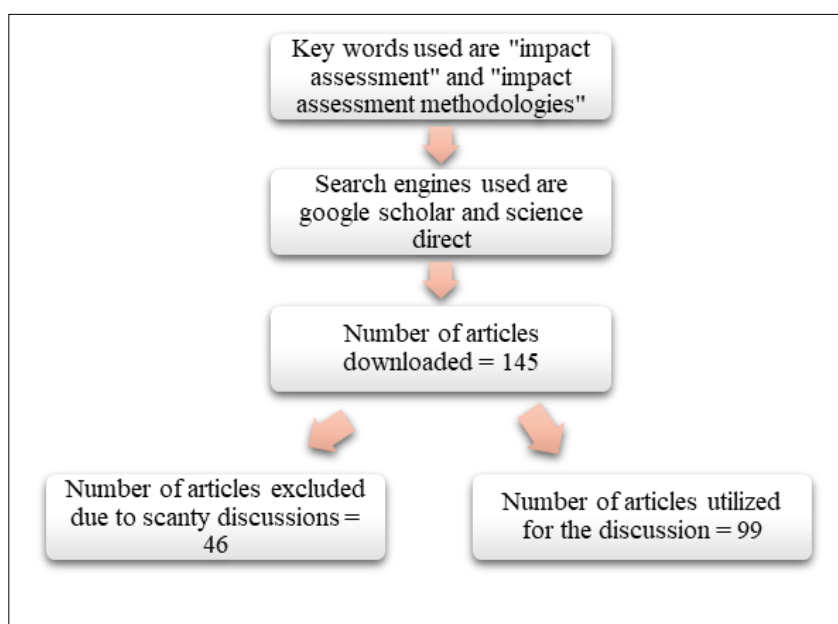 Key words used are "impact
assessment" and "impact
assessment methodologies"
Search engines used are
google scholar and science
direct
Number of articles
downloaded = 145
Number of articles excluded
due to scanty discussions =
46
Number of articles utilized
for the discussion = 99